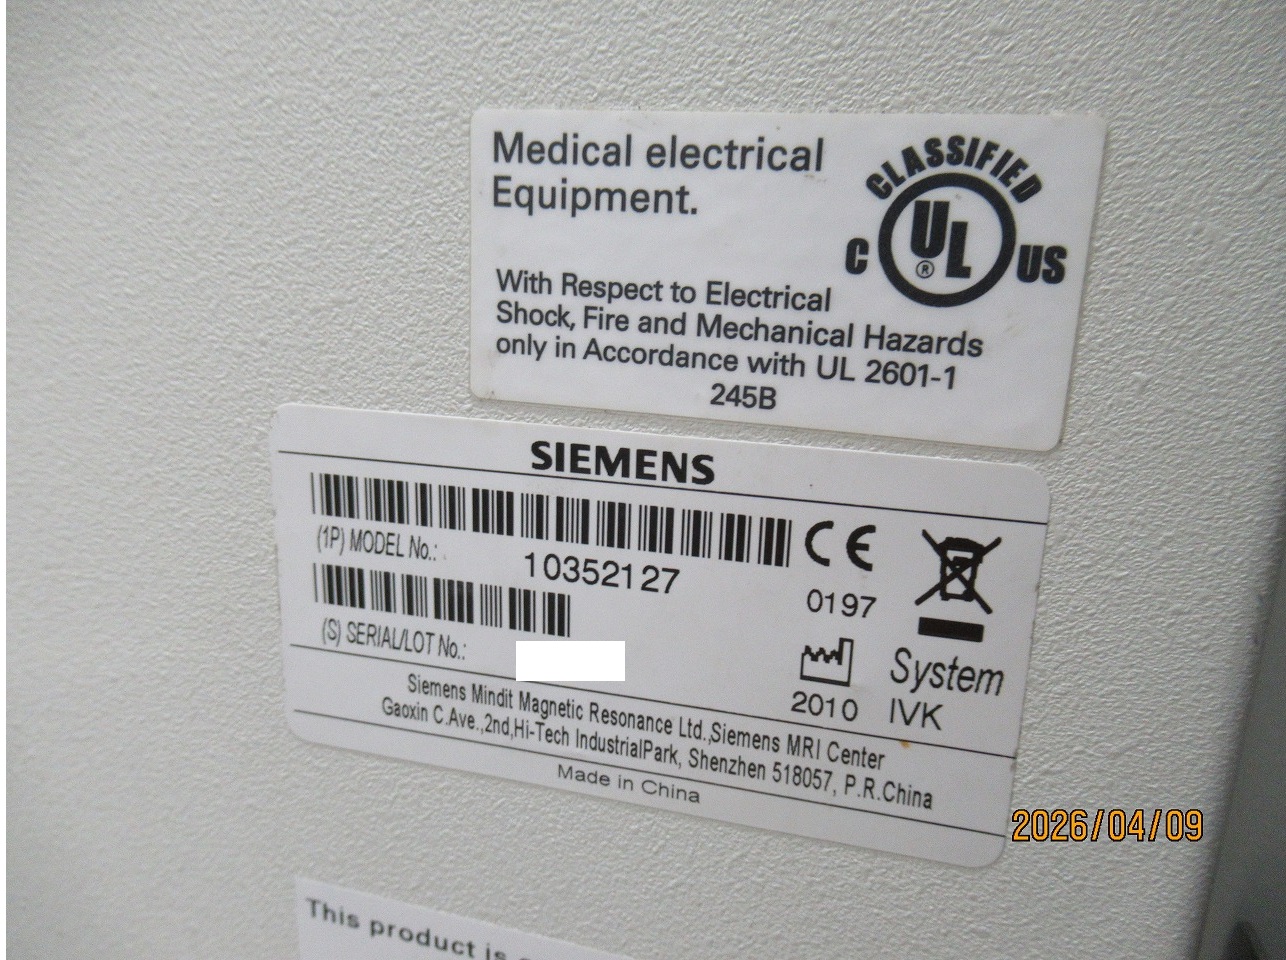 Medical electrical
Equipment.
CLASSIFIED
C UL® US
With Respect to Electrical
Shock, Fire and Mechanical Hazards
only in Accordance with UL 2601-1
245B
SIEMENS
(1P) MODEL No.: 10352127
CE
0197
(S) SERIAL/LOT No.:
2010
System
IVK
Siemens Mindit Magnetic Resonance Ltd.,Siemens MRI Center
Gaoxin C.Ave.,2nd,Hi-Tech IndustrialPark, Shenzhen 518057, P.R.China
Made in China
2026/04/09
This product is